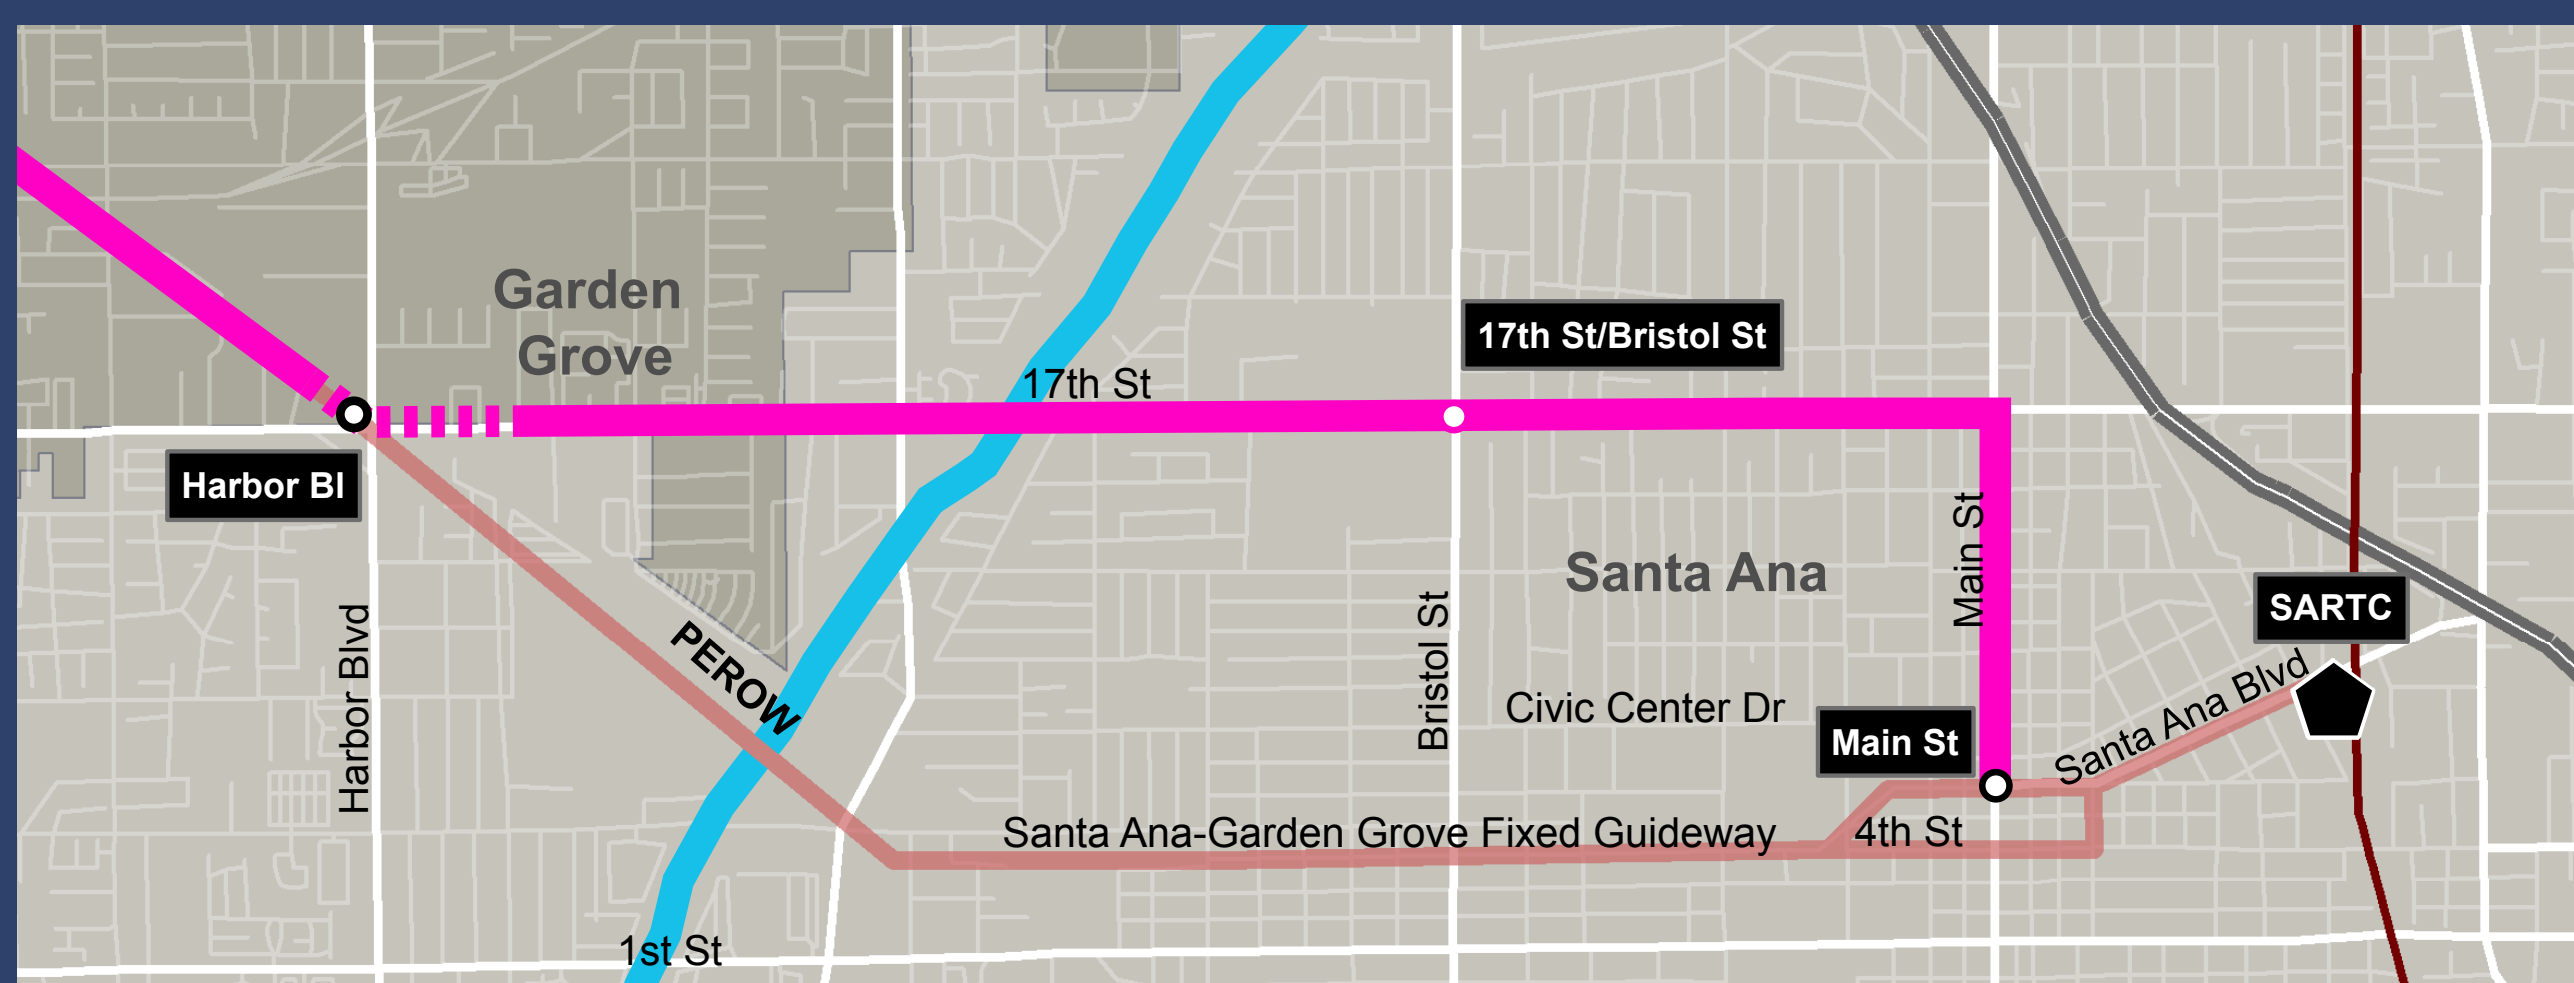 Garden
Grove
17th St/Bristol St
17th St
Harbor Bl
Main St
Santa Ana
SARTC
Harbor Blvd
Bristol St
PEROW
Civic Center Dr
Main St
Santa Ana Blvd
Santa Ana-Garden Grove Fixed Guideway
4th St
1st St